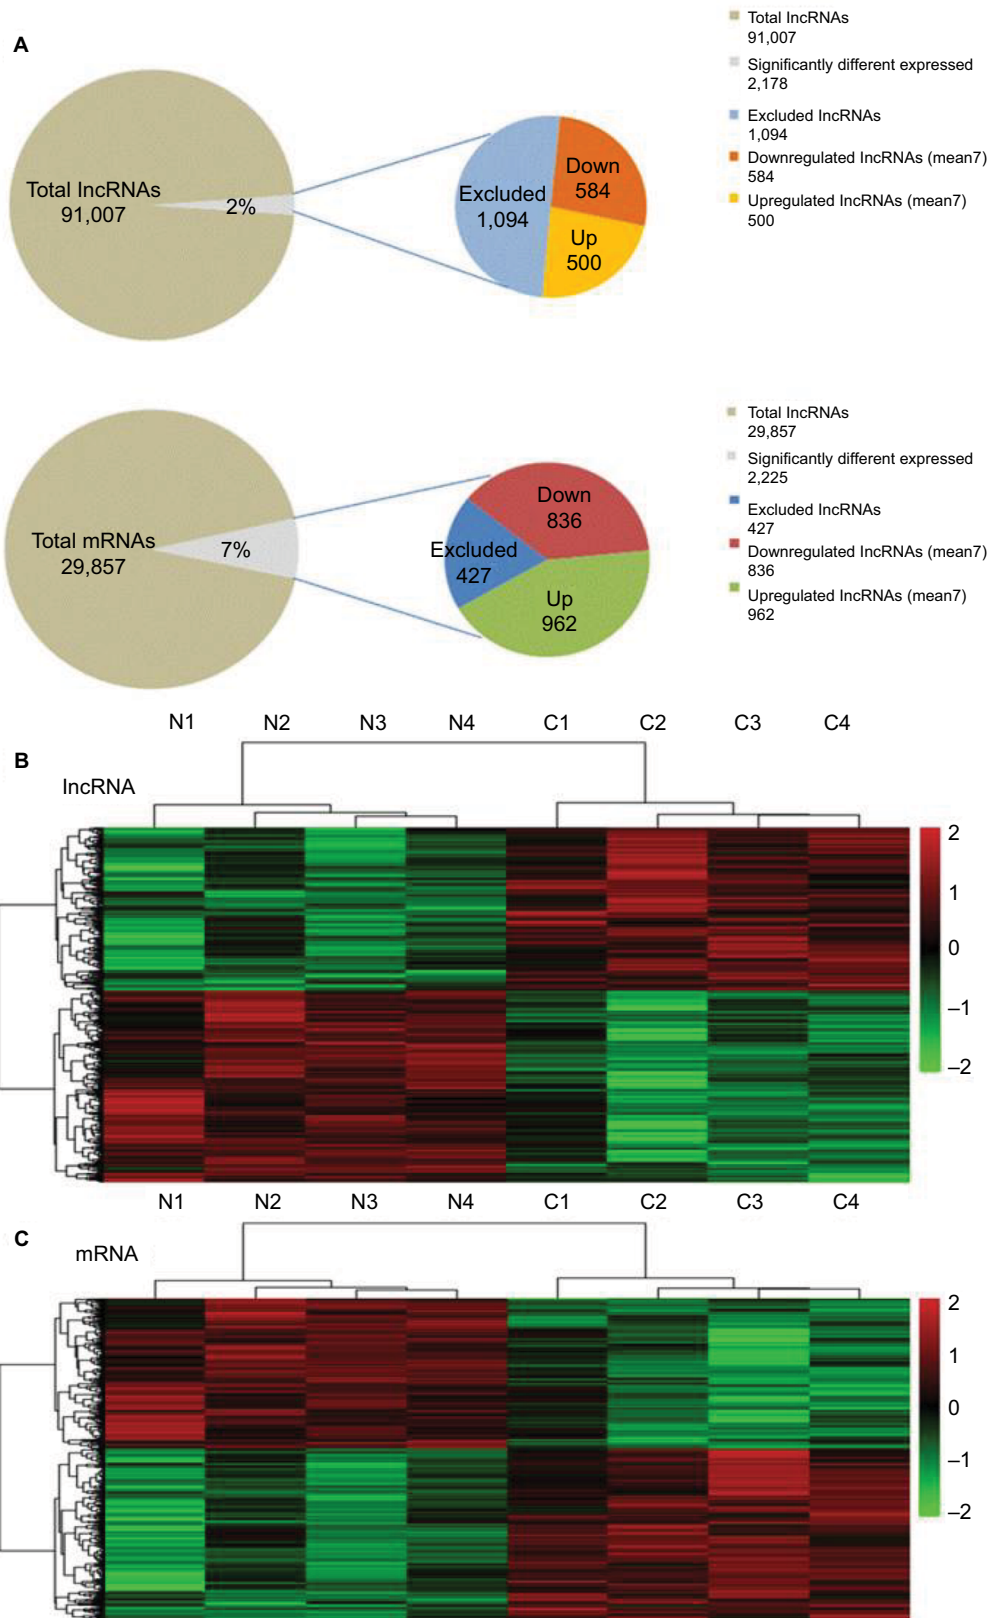 A
Total lncRNAs
91,007
2%
Excluded
1,094
Down
584
Up
500
Total lncRNAs
91,007
Significantly different expressed
2,178
Excluded lncRNAs
1,094
Downregulated lncRNAs (mean7)
584
Upregulated lncRNAs (mean7)
500
Total mRNAs
29,857
7%
Down
836
Excluded
427
Up
962
Total lncRNAs
29,857
Significantly different expressed
2,225
Excluded lncRNAs
427
Downregulated lncRNAs (mean7)
836
Upregulated lncRNAs (mean7)
962
N1 N2 N3 N4 C1 C2 C3 C4
B
lncRNA
2
1
0
–1
–2
N1 N2 N3 N4 C1 C2 C3 C4
C
mRNA
2
1
0
–1
–2